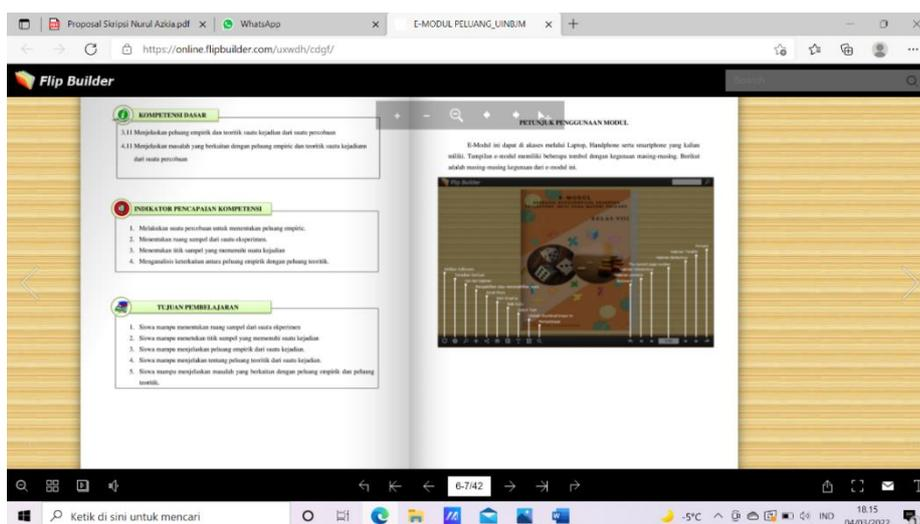 Proposal Skripsi Nurul Azkia.pdf
WhatsApp
E-MODUL PELUANG_UINBJM
https://online.flipbuilder.com/uxwdh/cdgf/
Flip Builder
Search
KOMPETENSI DASAR
3.11 Menjelaskan peluang empirik dan teoritik suatu kejadian dari suatu percobaan
4.11 Menjelaskan masalah yang berkaitan dengan peluang empiric dan teoritik suatu kejadiann
dari suatu percobaan
INDIKATOR PENCAPAIAN KOMPETENSI
1. Melakukan suatu percobaan untuk menentukan peluang empiric.
2. Menentukan ruang sampel dari suatu eksperimen.
3. Menentukan titik sampel yang memenuhi suatu kejadian
4. Menganalisis keterkaitan antara peluang empirik dengan peluang teoritik.
TUJUAN PEMBELAJARAN
1. Siswa mampu menentukan ruang sampel dari suatu ekperimen
2. Siswa mampu menetukan titik sampel yang memenuhi suatu kejadian
3. Siswa mampu menjelaskan peluang empirik dari suatu kejadian.
4. Siswa mampu menjelakan tentang peluang teoritik dari suatu kejadian.
5. Siswa mampu menjelaskan masalah yang berkaitan dengan peluang empirik dan peluang
teoritik.
PETUNJUK PENGGUNAAN MODUL
E-Modul ini dapat di akases melalui Laptop, Handphone serta smartphone yang kalian
miliki. Tampilan e-modul memiliki beberapa tombol dengan kegunaan masing-masing. Berikut
adalah masing-masing kegunaan dari e-modul ini.
Flip Builder
E-MODUL
KELAS VIII
6-7/42
Ketik di sini untuk mencari
-5°C
IND
18.15
04/03/2022